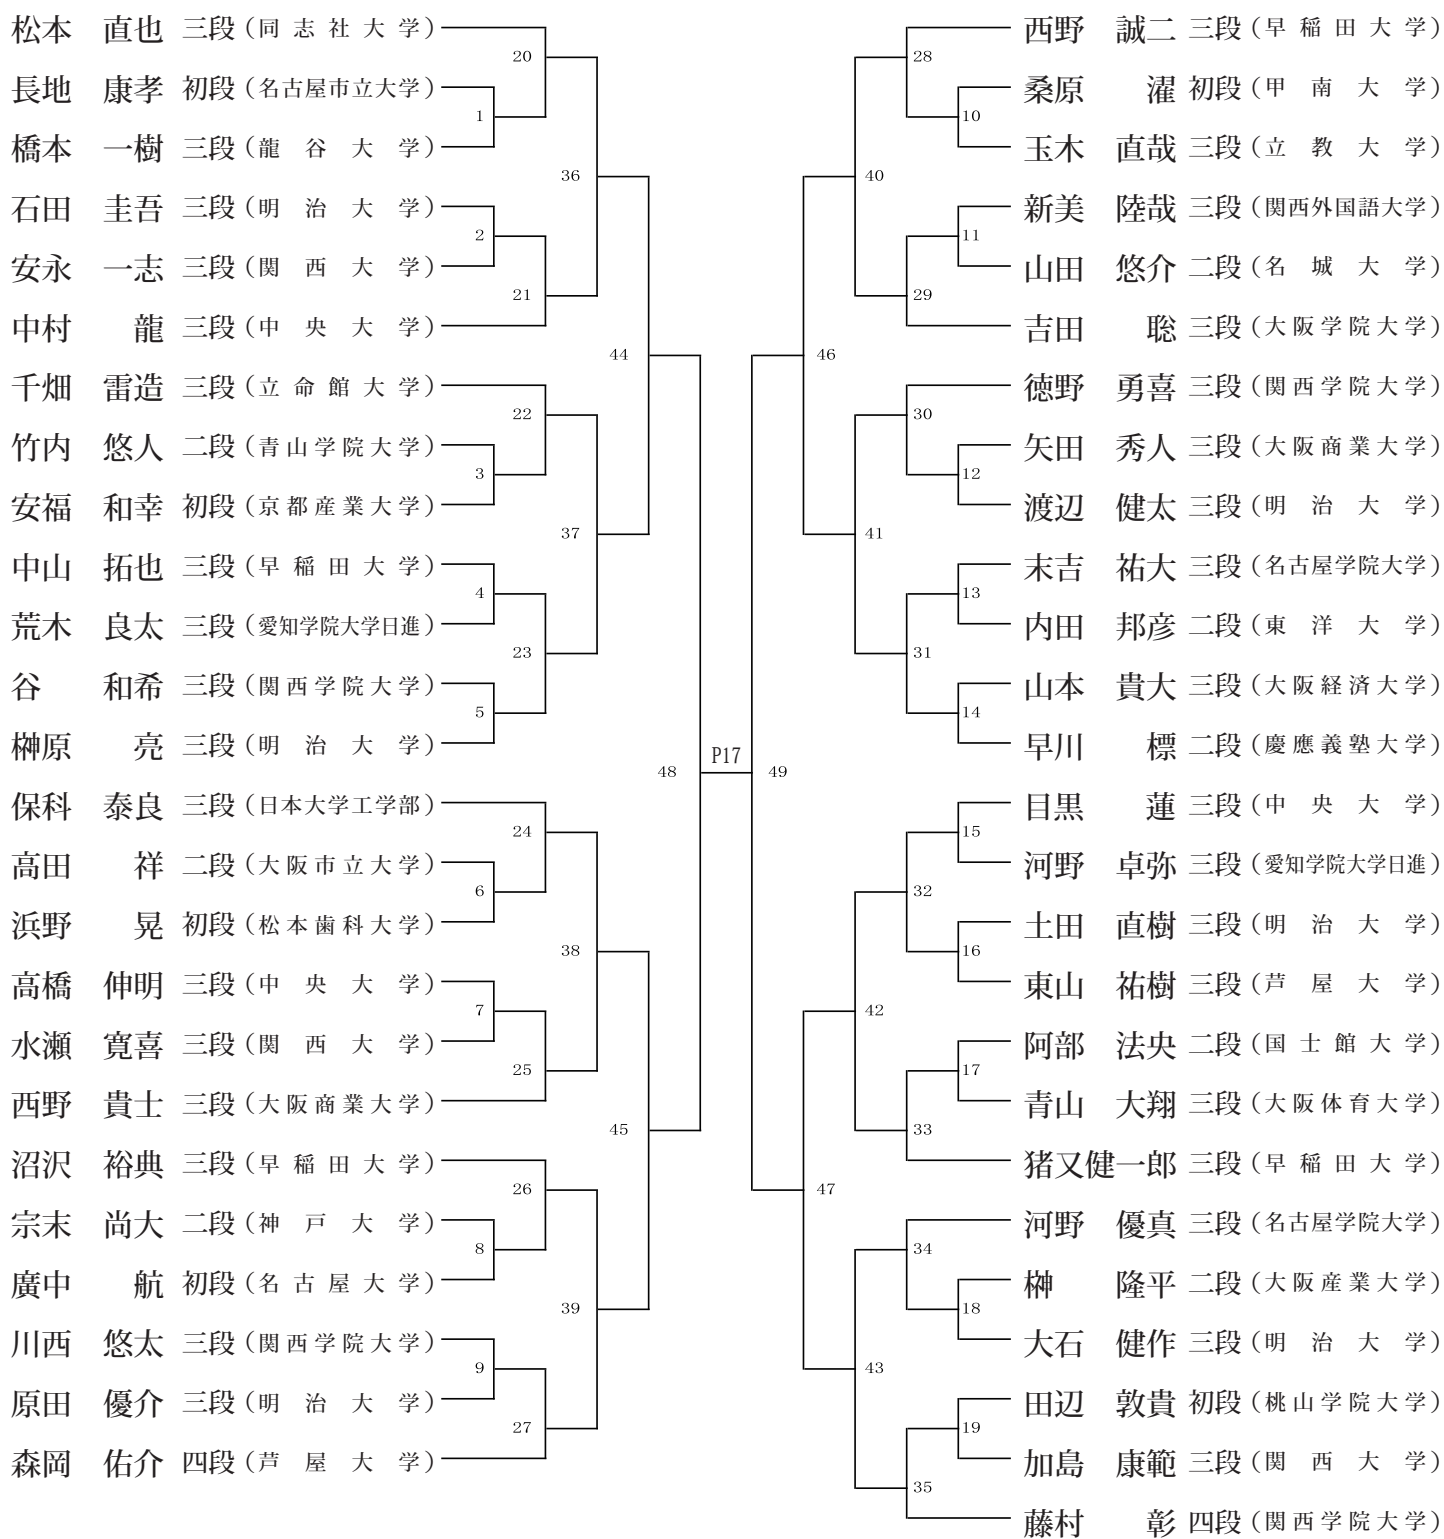 松本 直也 三段（同志社大学）
長地 康孝 初段（名古屋市立大学）
橋本 一樹 三段（龍谷大学）
石田 圭吾 三段（明治大学）
安永 一志 三段（関西大学）
中村 龍 三段（中央大学）
千畑 雷造 三段（立命館大学）
竹内 悠人 二段（青山学院大学）
安福 和幸 初段（京都産業大学）
中山 拓也 三段（早稲田大学）
荒木 良太 三段（愛知学院大学日進）
谷 和希 三段（関西学院大学）
榊原 亮 三段（明治大学）
保科 泰良 三段（日本大学工学部）
高田 祥 二段（大阪市立大学）
浜野 晃 初段（松本歯科大学）
高橋 伸明 三段（中央大学）
水瀬 寛喜 三段（関西大学）
西野 貴士 三段（大阪商業大学）
沼沢 裕典 三段（早稲田大学）
宗末 尚大 二段（神戸大学）
廣中 航 初段（名古屋大学）
川西 悠太 三段（関西学院大学）
原田 優介 三段（明治大学）
森岡 佑介 四段（芦屋大学）
1
2
3
4
5
6
7
8
9
20
21
22
23
24
25
26
27
36
37
38
39
44
45
48
P17
49
46
47
40
41
42
43
28
29
30
31
32
33
34
35
10
11
12
13
14
15
16
17
18
19
西野 誠二 三段（早稲田大学）
桑原 濯 初段（甲南大学）
玉木 直哉 三段（立教大学）
新美 陸哉 三段（関西外国語大学）
山田 悠介 二段（名城大学）
吉田 聡 三段（大阪学院大学）
徳野 勇喜 三段（関西学院大学）
矢田 秀人 三段（大阪商業大学）
渡辺 健太 三段（明治大学）
末吉 祐大 三段（名古屋学院大学）
内田 邦彦 二段（東洋大学）
山本 貴大 三段（大阪経済大学）
早川 標 二段（慶應義塾大学）
目黒 蓮 三段（中央大学）
河野 卓弥 三段（愛知学院大学日進）
土田 直樹 三段（明治大学）
東山 祐樹 三段（芦屋大学）
阿部 法央 二段（国士館大学）
青山 大翔 三段（大阪体育大学）
猪又健一郎 三段（早稲田大学）
河野 優真 三段（名古屋学院大学）
榊 隆平 二段（大阪産業大学）
大石 健作 三段（明治大学）
田辺 敦貴 初段（桃山学院大学）
加島 康範 三段（関西大学）
藤村 彰 四段（関西学院大学）